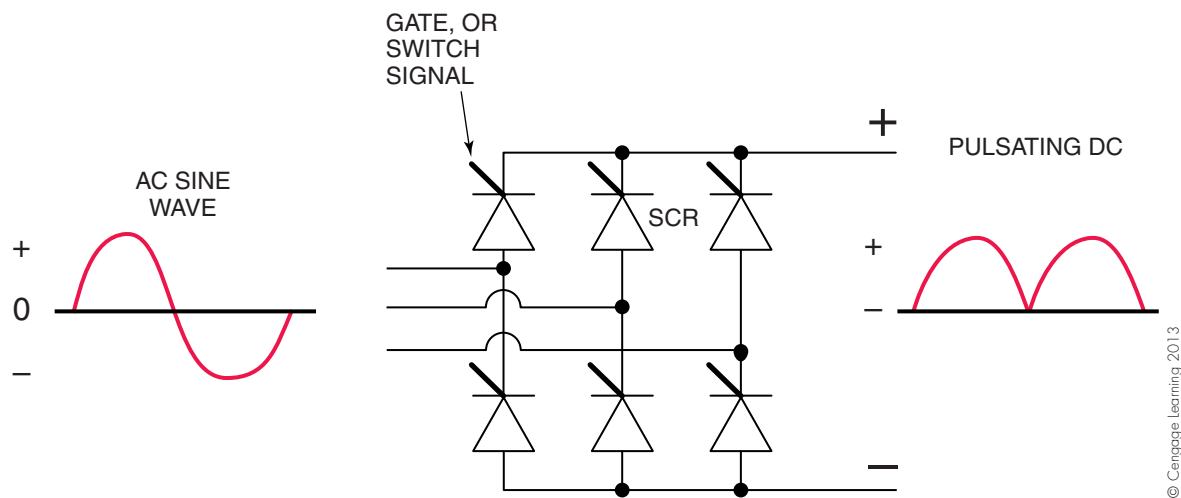 GATE, OR
SWITCH
SIGNAL
+
PULSATING DC
AC SINE
WAVE
SCR
+
0
–
+
–
–
© Cengage Learning 2013